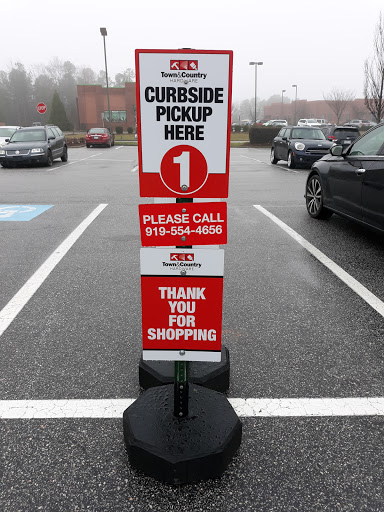 Town&Country
HARDWARE
CURBSIDE
PICKUP
HERE
1
PLEASE CALL
919-554-4656
Town&Country
HARDWARE
THANK
YOU
FOR
SHOPPING